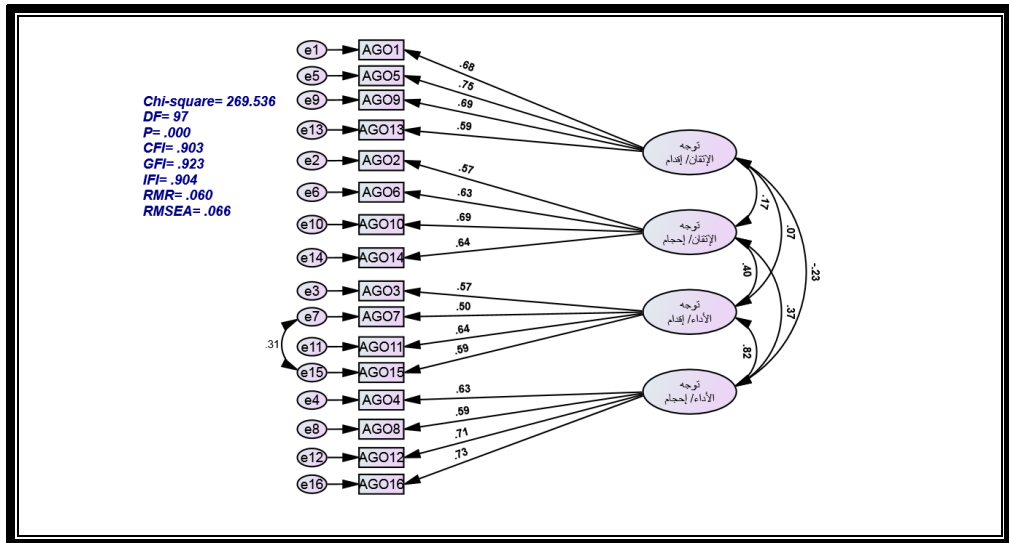 Chi-square= 269.536
DF= 97
P= .000
CFI= .903
GFI= .923
IFI= .904
RMR= .060
RMSEA= .066
e1 AGO1 .68
e5 AGO5 .75
e9 AGO9 .69
e13 AGO13 .59
توجه
الإتقان/ إقدام
e2 AGO2 .57
e6 AGO6 .63
e10 AGO10 .69
e14 AGO14 .64
توجه
الإتقان/ إحجام
e3 AGO3 .57
e7 AGO7 .50
e11 AGO11 .64
e15 AGO15 .59
.31
توجه
الأداء/ إقدام
e4 AGO4 .63
e8 AGO8 .59
e12 AGO12 .71
e16 AGO16 .73
توجه
الأداء/ إحجام
.17
.07
-.23
.40
.37
.82